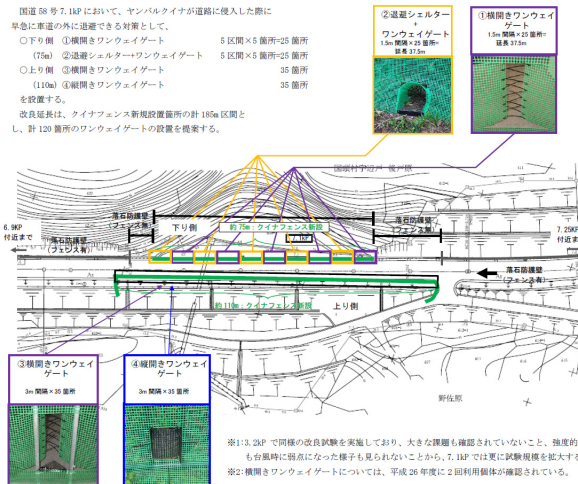 国道 58 号 7.1kP において、ヤンバルクイナが道路に侵入した際に
早急に車道の外に退避できる対策として、
○下り側 ①横開きワンウェイゲート 5 区間×5 箇所=25 箇所
(75m) ②退避シェルター+ワンウェイゲート 5 区間×5 箇所=25 箇所
○上り側 ③横開きワンウェイゲート 35 箇所
(110m) ④縦開きワンウェイゲート 35 箇所
を設置する。
改良延長は、クイナフェンス新規設置箇所の計 185m 区間と
し、計 120 箇所のワンウェイゲートの設置を提案する。
②退避シェルター
+
ワンウェイゲート
1.5m 間隔×25 箇所=
延長 37.5m
①横開きワンウェイ
ゲート
1.5m 間隔×25 箇所=
延長 37.5m
6.9KP
付近まで
落石防護壁
(フェンス有)
落石防護壁
(フェンス無)
下り側
約 75m:クイナフェンス新設
7.1kP
落石防護壁
(フェンス無)
7.25KP
付近まで
落石防護壁
(フェンス有)
約 110m:クイナフェンス新設
上り側
野佐原
③横開きワンウェイ
ゲート
3m 間隔×35 箇所
④縦開きワンウェイ
ゲート
3m 間隔×35 箇所
※1:3.2kP で同様の改良試験を実施しており、大きな課題も確認されていないこと、強度的
も台風時に弱点になった様子も見られないことから、7.1kP では更に試験規模を拡大する
※2:横開きワンウェイゲートについては、平成 26 年度に 2 回利用個体が確認されている。